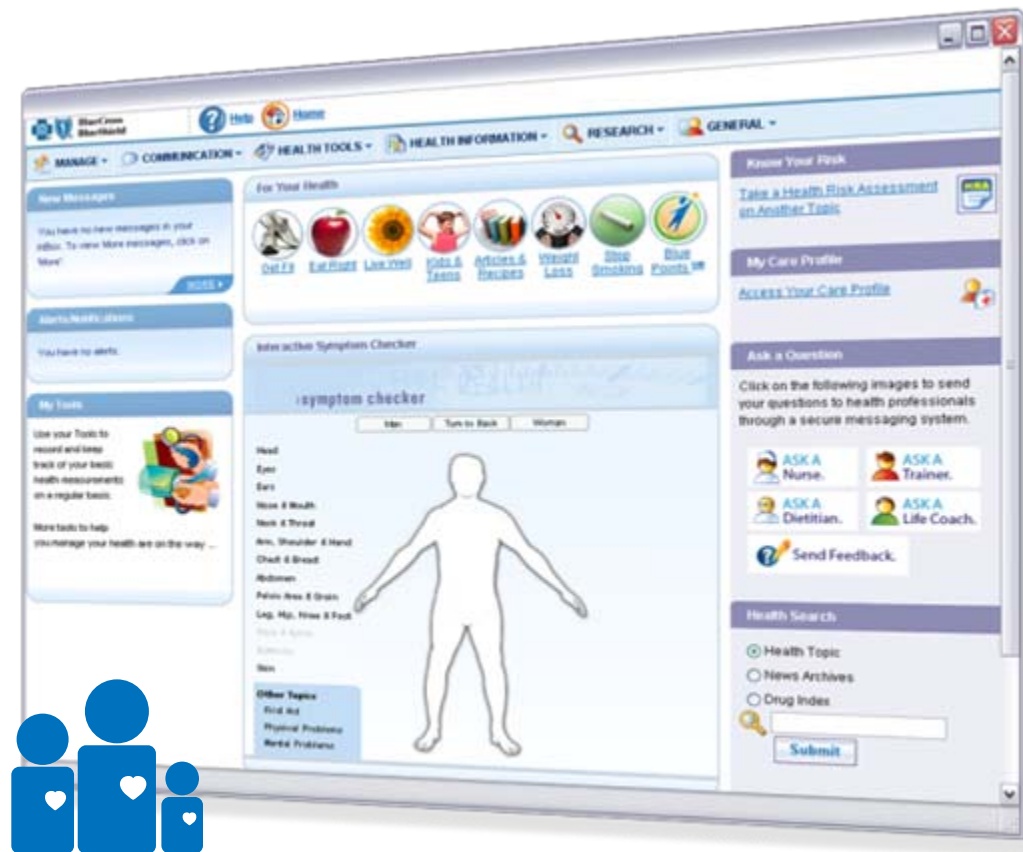 BlueCross
BlueShield
Help
Home
MANAGE
COMMUNICATION
HEALTH TOOLS
HEALTH INFORMATION
RESEARCH
GENERAL
New Messages
You have no new messages in your
inBox. To view More messages, click on
'More'.
MORE
Alerts/Notifications
You have no alerts.
My Tools
Use your Tools to
record and keep
track of your basic
health measurements
on a regular basis.
More tools to help
you manage your health are on the way ...
For Your Health
Get Fit
Eat Right
Live Well
Kids &
Teens
Articles &
Recipes
Weight
Loss
Stop
Smoking
Blue
Points
Interactive Symptom Checker
symptom checker
Man
Turn to Back
Woman
Head
Eyes
Ears
Nose & Mouth
Neck & Throat
Arm, Shoulder & Hand
Chest & Breast
Abdomen
Pelvic Area & Groin
Leg, Hip, Knee & Foot
Skin
Other Topics
First Aid
Physical Problems
Mental Problems
Know Your Risk
Take a Health Risk Assessment
on Another Topic
HRA
My Care Profile
Access Your Care Profile
Ask a Question
Click on the following images to send
your questions to health professionals
through a secure messaging system.
ASK A
Nurse.
ASK A
Trainer.
ASK A
Dietitian.
ASK A
Life Coach.
Send Feedback.
Health Search
Health Topic
News Archives
Drug Index
Submit